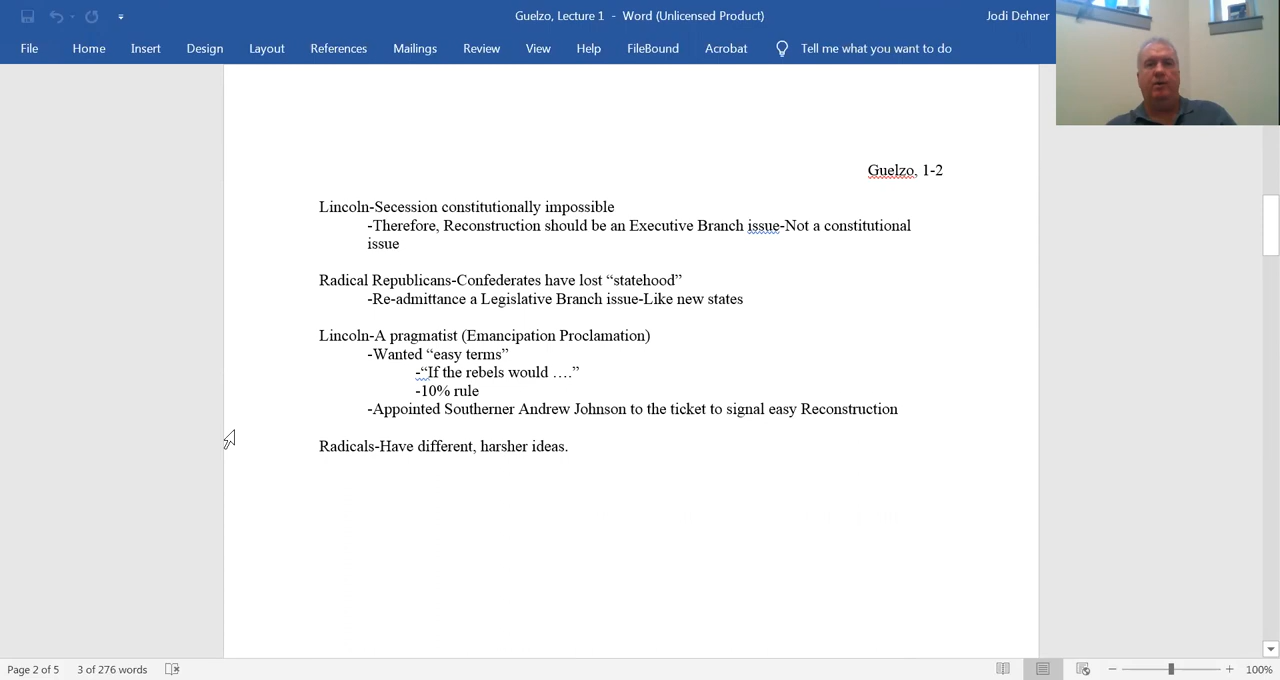 Guelzo, Lecture 1 - Word (Unlicensed Product)
Jodi Dehner
File Home Insert Design Layout References Mailings Review View Help FileBound Acrobat Tell me what you want to do
Guelzo, 1-2
Lincoln-Secession constitutionally impossible
-Therefore, Reconstruction should be an Executive Branch issue-Not a constitutional
issue
Radical Republicans-Confederates have lost “statehood”
-Re-admittance a Legislative Branch issue-Like new states
Lincoln-A pragmatist (Emancipation Proclamation)
-Wanted “easy terms”
-“If the rebels would ….”
-10% rule
-Appointed Southerner Andrew Johnson to the ticket to signal easy Reconstruction
Radicals-Have different, harsher ideas.
Page 2 of 5 3 of 276 words 100%